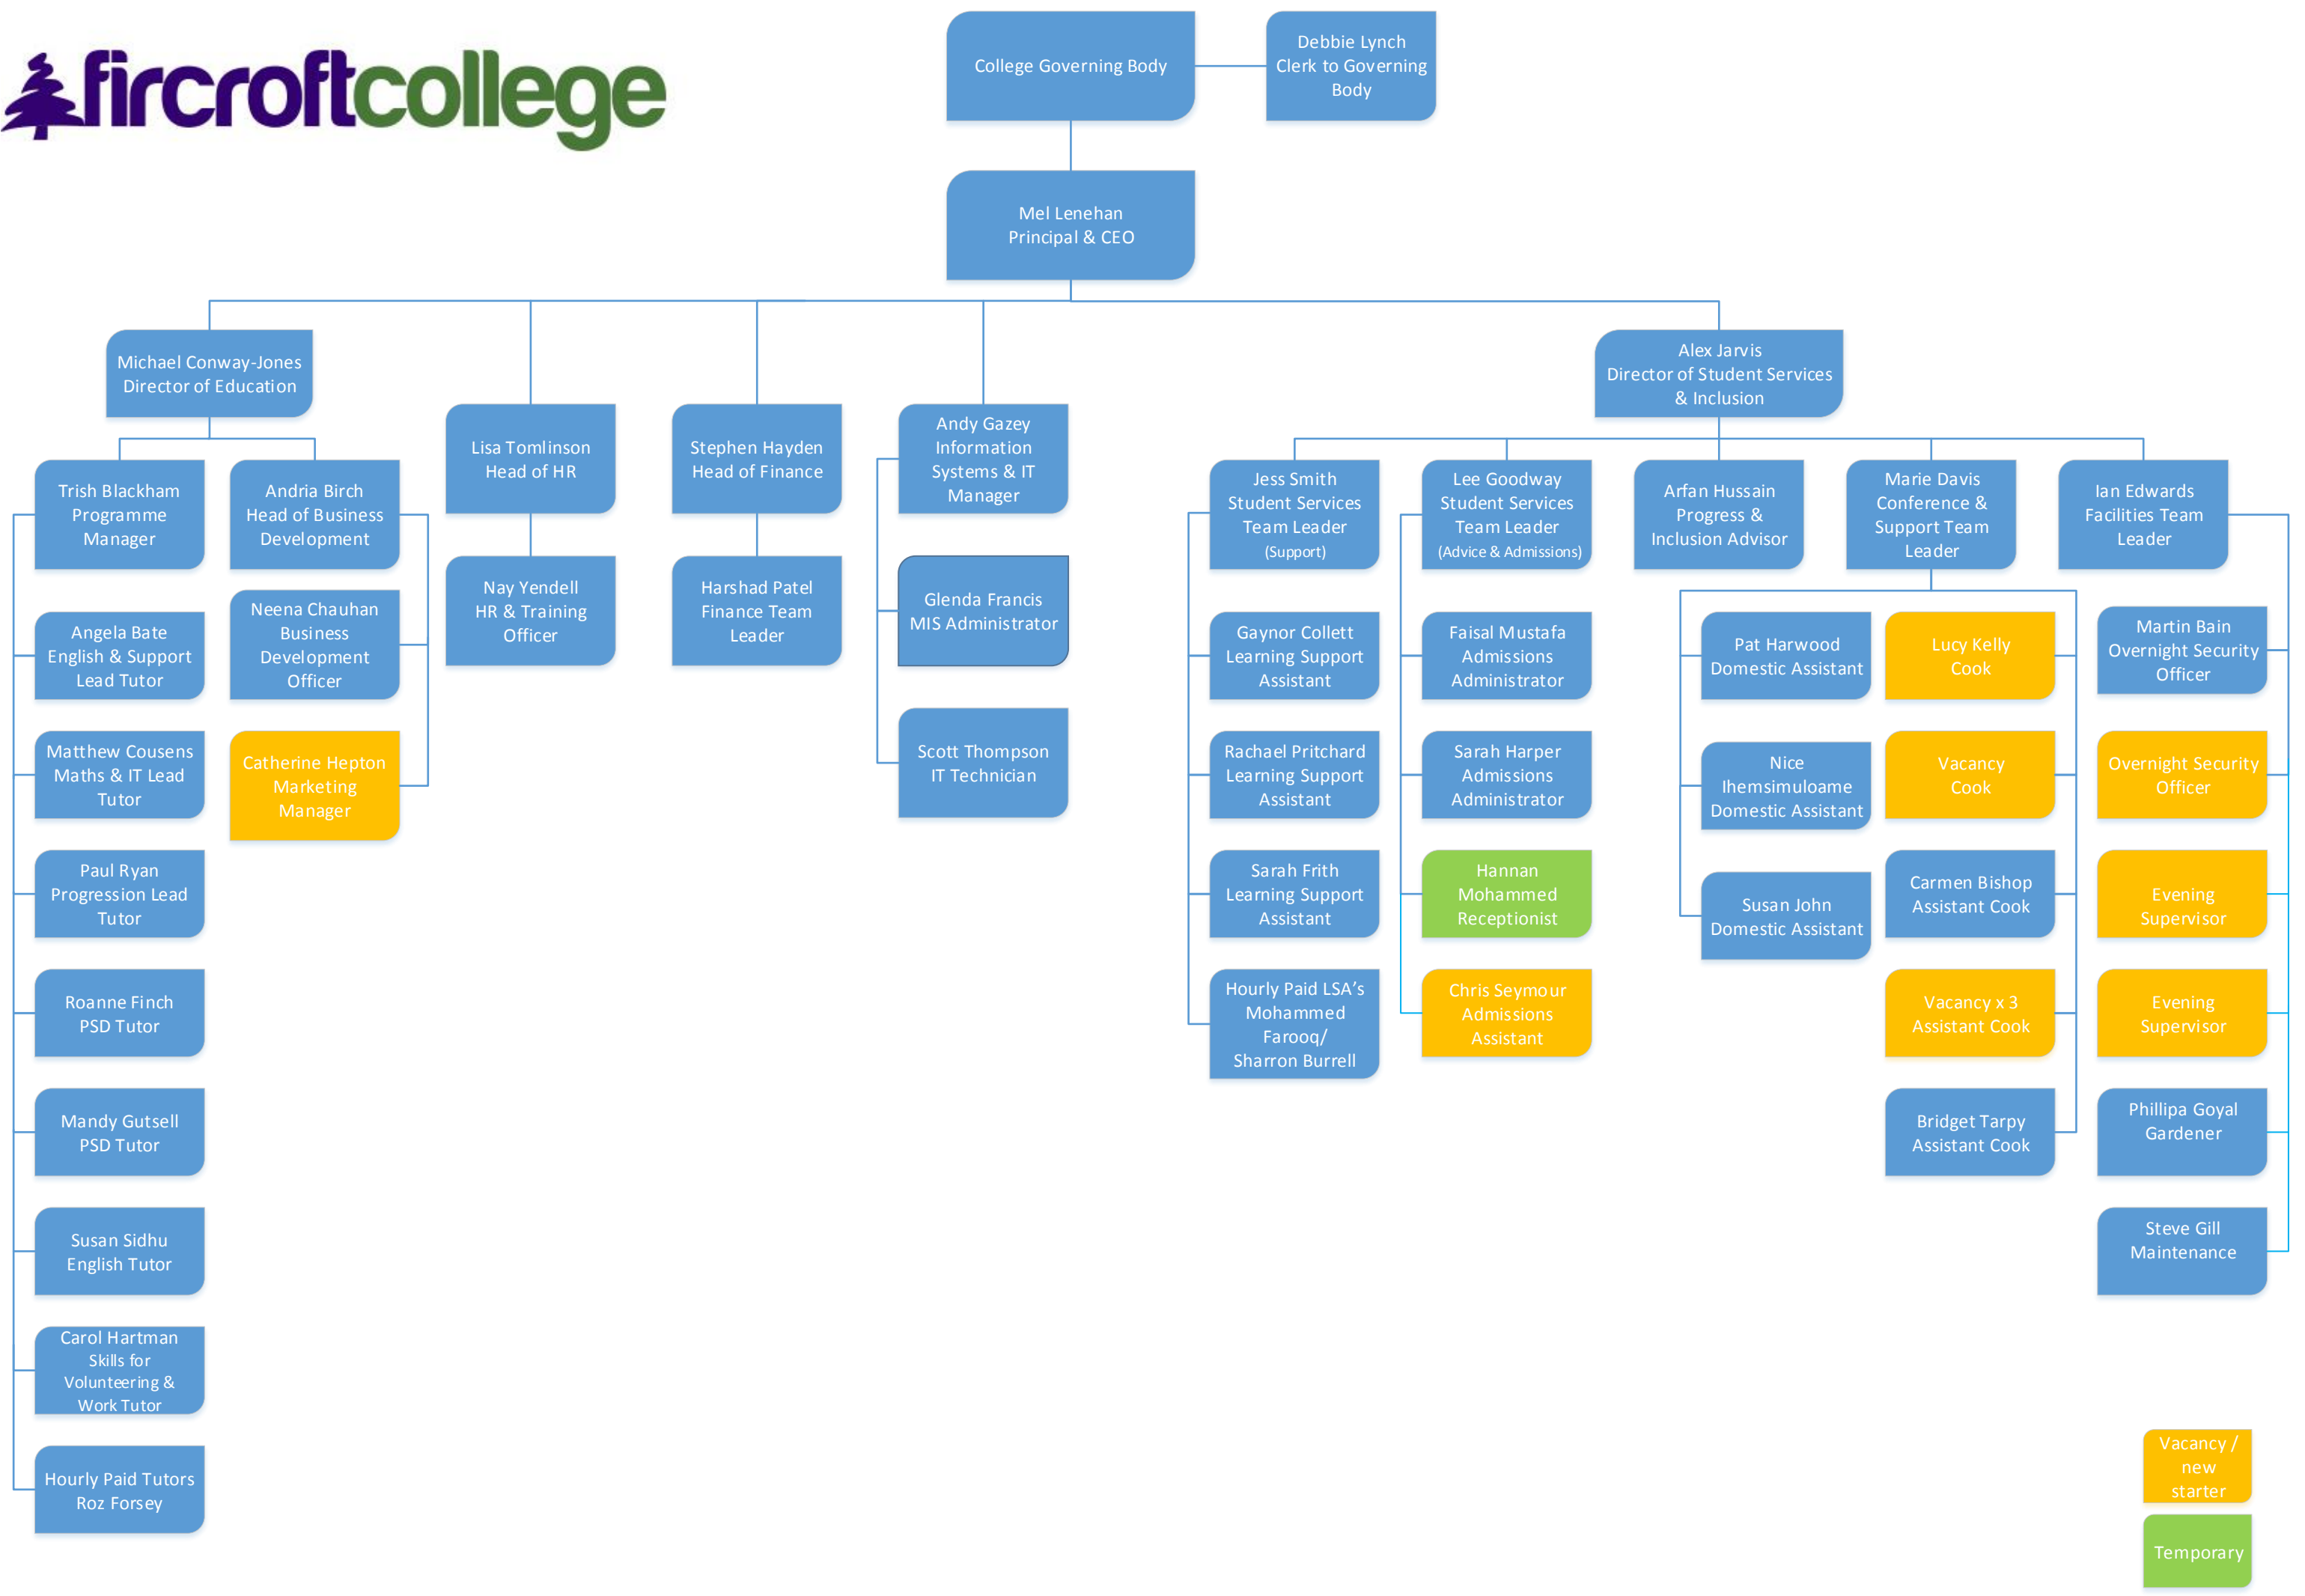 fircroftcollege
College Governing Body
Debbie Lynch
Clerk to Governing
Body
Mel Lenehan
Principal & CEO
Michael Conway-Jones
Director of Education
Lisa Tomlinson
Head of HR
Stephen Hayden
Head of Finance
Andy Gazey
Information
Systems & IT
Manager
Alex Jarvis
Director of Student Services
& Inclusion
Trish Blackham
Programme
Manager
Andria Birch
Head of Business
Development
Jess Smith
Student Services
Team Leader
(Support)
Lee Goodway
Student Services
Team Leader
(Advice & Admissions)
Arfan Hussain
Progress &
Inclusion Advisor
Marie Davis
Conference &
Support Team
Leader
Ian Edwards
Facilities Team
Leader
Angela Bate
English & Support
Lead Tutor
Matthew Cousens
Maths & IT Lead
Tutor
Paul Ryan
Progression Lead
Tutor
Roanne Finch
PSD Tutor
Mandy Gutsell
PSD Tutor
Susan Sidhu
English Tutor
Carol Hartman
Skills for
Volunteering &
Work Tutor
Hourly Paid Tutors
Roz Forsey
Neena Chauhan
Business
Development
Officer
Catherine Hepton
Marketing
Manager
Nay Yendell
HR & Training
Officer
Harshad Patel
Finance Team
Leader
Glenda Francis
MIS Administrator
Scott Thompson
IT Technician
Gaynor Collett
Learning Support
Assistant
Rachael Pritchard
Learning Support
Assistant
Sarah Frith
Learning Support
Assistant
Hourly Paid LSA’s
Mohammed
Farooq/
Sharron Burrell
Faisal Mustafa
Admissions
Administrator
Sarah Harper
Admissions
Administrator
Hannan
Mohammed
Receptionist
Chris Seymour
Admissions
Assistant
Pat Harwood
Domestic Assistant
Nice
Ihemsimuloame
Domestic Assistant
Susan John
Domestic Assistant
Lucy Kelly
Cook
Vacancy
Cook
Carmen Bishop
Assistant Cook
Vacancy x 3
Assistant Cook
Bridget Tarpy
Assistant Cook
Martin Bain
Overnight Security
Officer
Overnight Security
Officer
Evening
Supervisor
Evening
Supervisor
Phillipa Goyal
Gardener
Steve Gill
Maintenance
Vacancy /
new
starter
Temporary